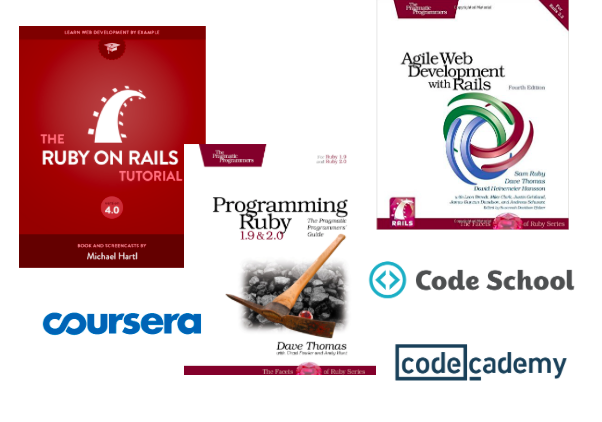 LEARN WEB DEVELOPMENT BY EXAMPLE
THE
RUBY ON RAILS
TUTORIAL
4.0
BOOK AND SCREENCASTS BY
Michael Hartl
The
Pragmatic
Programmers
For Ruby 1.9
and Ruby 2.0
Programming
Ruby
1.9 & 2.0
The Pragmatic
Programmers'
Guide
Dave Thomas
with Chad Fowler and Andy Hunt
The Facets of Ruby Series
The
Pragmatic
Programmers
Agile Web
Development
with Rails
Fourth Edition
Sam Ruby
Dave Thomas
David Heinemeier Hansson
RAILS
The Facets of Ruby Series
coursera
Code School
codecademy